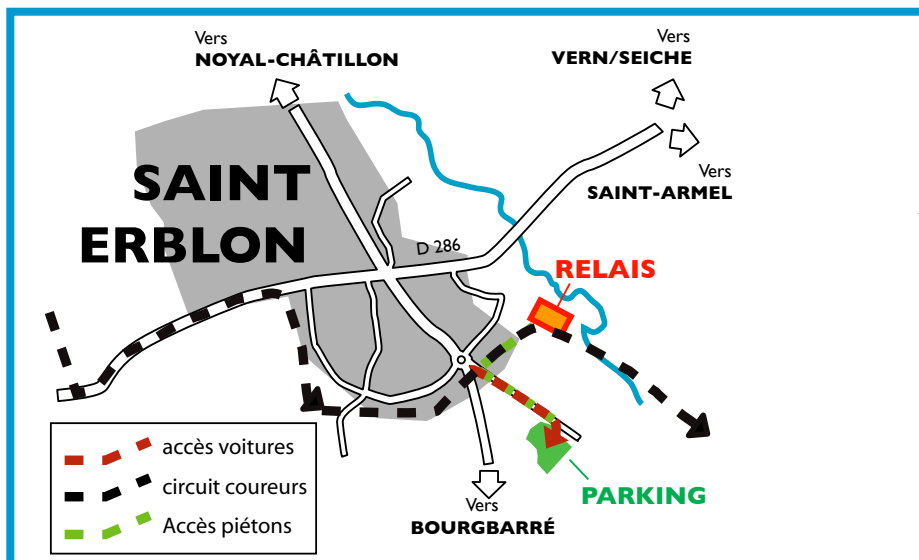 Vers
NOYAL-CHÂTILLON
Vers
VERN/SEICHE
Vers
SAINT-ARMEL
SAINT
ERBLON
D 286
RELAIS
accès voitures
circuit coureurs
Accès piétons
PARKING
Vers
BOURGBARRÉ